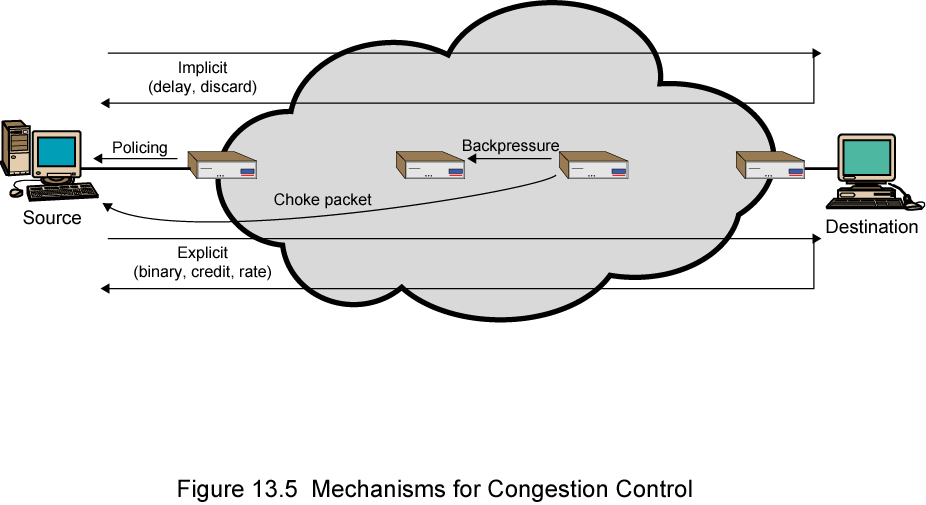 Implicit
(delay, discard)
Policing
Backpressure
Choke packet
Source
Destination
Explicit
(binary, credit, rate)
Figure 13.5 Mechanisms for Congestion Control